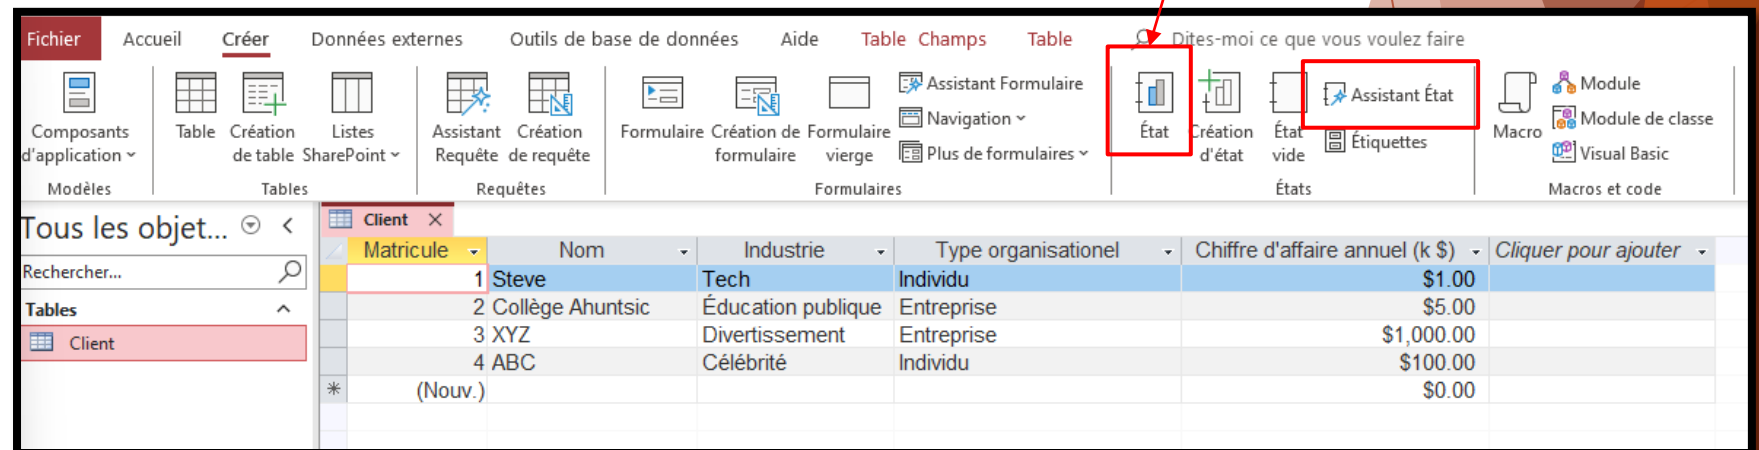 Fichier Accueil Créer Données externes Outils de base de données Aide Table Champs Table Dites-moi ce que vous voulez faire
Composants d'application
Modèles
Table
Création de table
Listes SharePoint
Tables
Assistant Requête
Création de requête
Requêtes
Formulaire
Création de formulaire
Formulaire vierge
Assistant Formulaire
Navigation
Plus de formulaires
Formulaires
État
Création d'état
État vide
Assistant État
Étiquettes
États
Macro
Module
Module de classe
Visual Basic
Macros et code
Tous les objet...
Rechercher...
Tables
Client
Client
Matricule Nom Industrie Type organisationel Chiffre d'affaire annuel (k $) Cliquer pour ajouter
1 Steve Tech Individu $1.00
2 Collège Ahuntsic Éducation publique Entreprise $5.00
3 XYZ Divertissement Entreprise $1,000.00
4 ABC Célébrité Individu $100.00
(Nouv.) $0.00